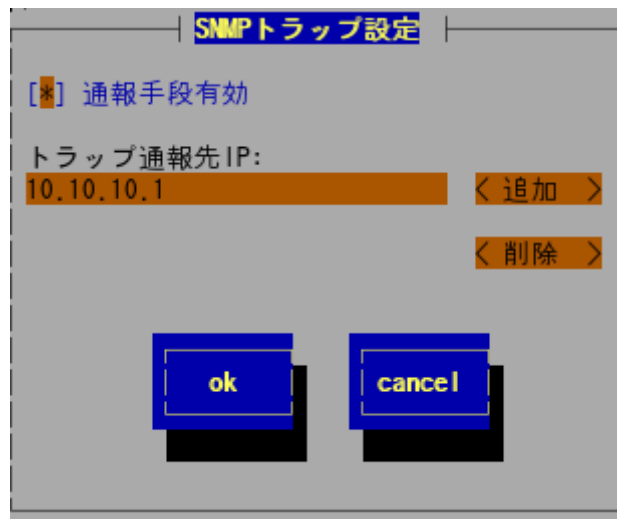 SNMPトラップ設定
[*] 通報手段有効
トラップ通報先IP:
10.10.10.1 < 追加 >
< 削除 >
ok cancel